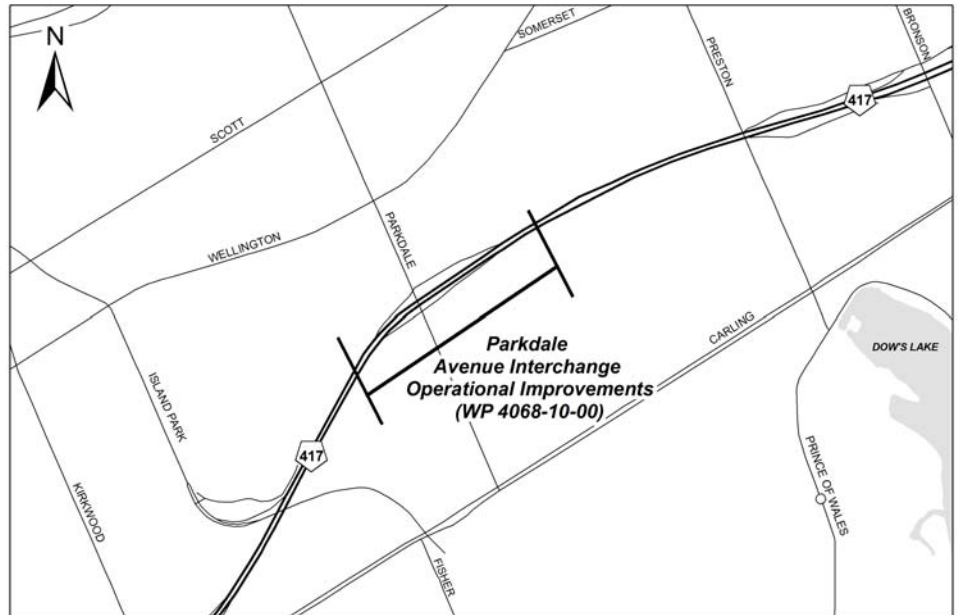 N
SOMERSET
PRESTON
BRONSON
417
SCOTT
PARKDALE
WELLINGTON
CARLING
DOW'S LAKE
Parkdale
Avenue Interchange
Operational Improvements
(WP 4068-10-00)
ISLAND PARK
417
KIRKWOOD
PRINCE OF WALES
FISHER